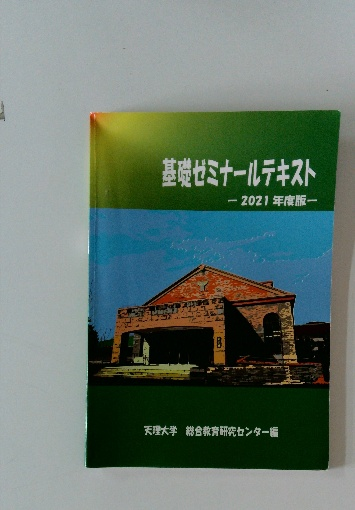 基礎ゼミナールテキスト
— 2021年度版 —
天理大学 総合教育研究センター編